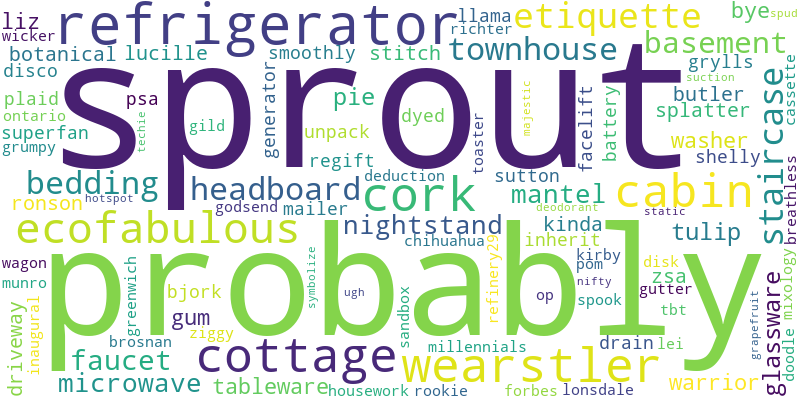 liz
refrigerator
llama
etiquette
bye
spud
wicker
richter
botanical
lucille
smoothly
stitch
townhouse
basement
disco
sprout
grylls
cassette
suction
plaid
psa
pie
generator
battery
butler
majestic
ontario
techie
gild
dyed
facelift
splatter
superfan
unpack
toaster
washer
staircase
grumpy
regift
shelly
bedding
headboard
deduction
sutton
cabin
breathless
ronson
hotspot
godsend
mailer
cork
mantel
deodorant
static
ecofabulous
nightstand
kinda
tulip
chihuahua
inherit
wagon
probably
kirby
pom
disk
zsa
munro
greenwich
bjork
symbolize
ugh
sandbox
refinery29
op
nifty
spook
gutter
mixology
driveway
inaugural
gum
ziggy
tbt
glassware
grapefruit
brosnan
cottage
millennials
drain
lei
doodle
faucet
wearstler
microwave
tableware
housework
rookie
forbes
lonsdale
warrior